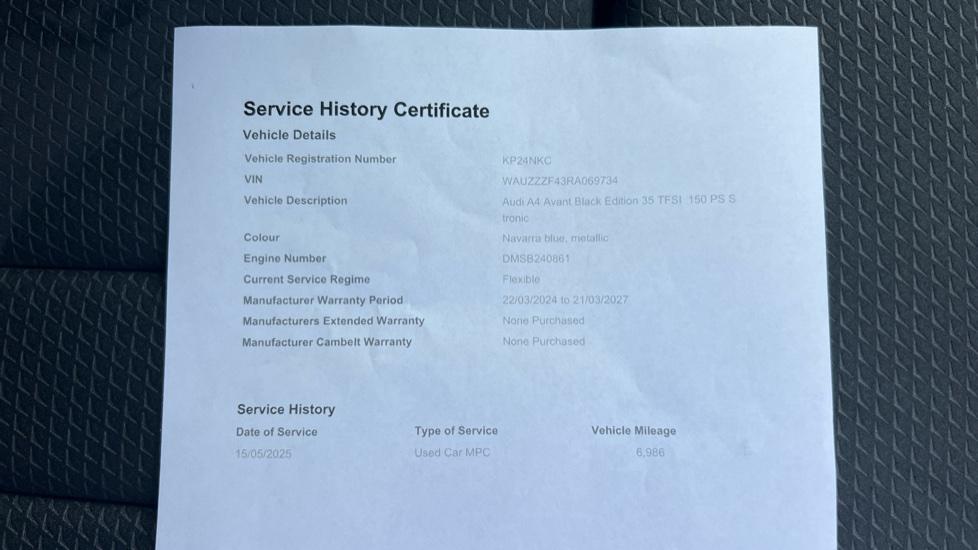 Service History Certificate
Vehicle Details
Vehicle Registration Number KP24NKC
VIN WAUZZZF43RA069734
Vehicle Description Audi A4 Avant Black Edition 35 TFSI 150 PS S
tronic
Colour Navarra blue, metallic
Engine Number DMSB240861
Current Service Regime Flexible
Manufacturer Warranty Period 22/03/2024 to 21/03/2027
Manufacturers Extended Warranty None Purchased
Manufacturer Cambelt Warranty None Purchased
Service History
Date of Service Type of Service Vehicle Mileage
15/05/2025 Used Car MPC 6,986